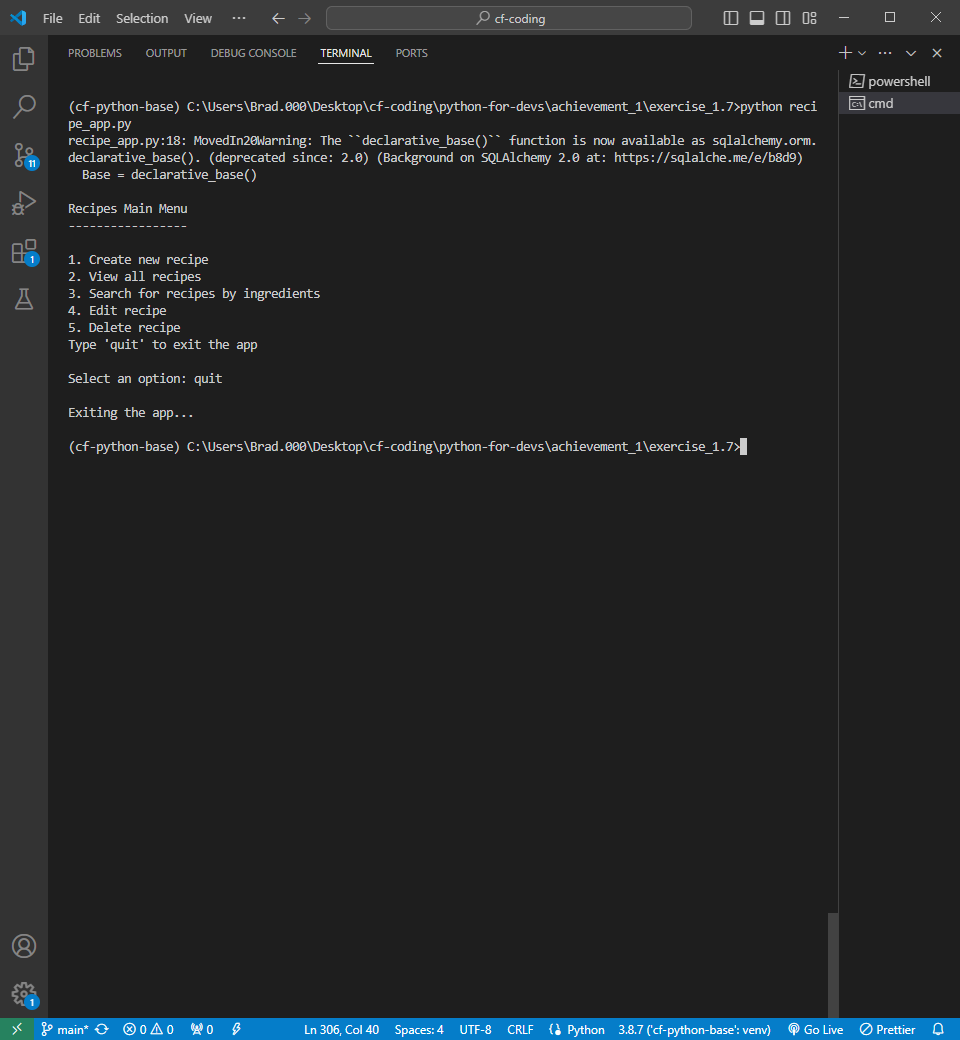 File Edit Selection View ··· cf-coding
PROBLEMS OUTPUT DEBUG CONSOLE TERMINAL PORTS
powershell
cmd
(cf-python-base) C:\Users\Brad.000\Desktop\cf-coding\python-for-devs\achievement_1\exercise_1.7>python reci
pe_app.py
recipe_app.py:18: MovedIn20Warning: The ``declarative_base()`` function is now available as sqlalchemy.orm.
declarative_base(). (deprecated since: 2.0) (Background on SQLAlchemy 2.0 at: https://sqlalche.me/e/b8d9)
  Base = declarative_base()
Recipes Main Menu
-----------------
1. Create new recipe
2. View all recipes
3. Search for recipes by ingredients
4. Edit recipe
5. Delete recipe
Type 'quit' to exit the app
Select an option: quit
Exiting the app...
(cf-python-base) C:\Users\Brad.000\Desktop\cf-coding\python-for-devs\achievement_1\exercise_1.7>
11
1
1
main* 0 0 0 Ln 306, Col 40 Spaces: 4 UTF-8 CRLF Python 3.8.7 ('cf-python-base': venv) Go Live Prettier